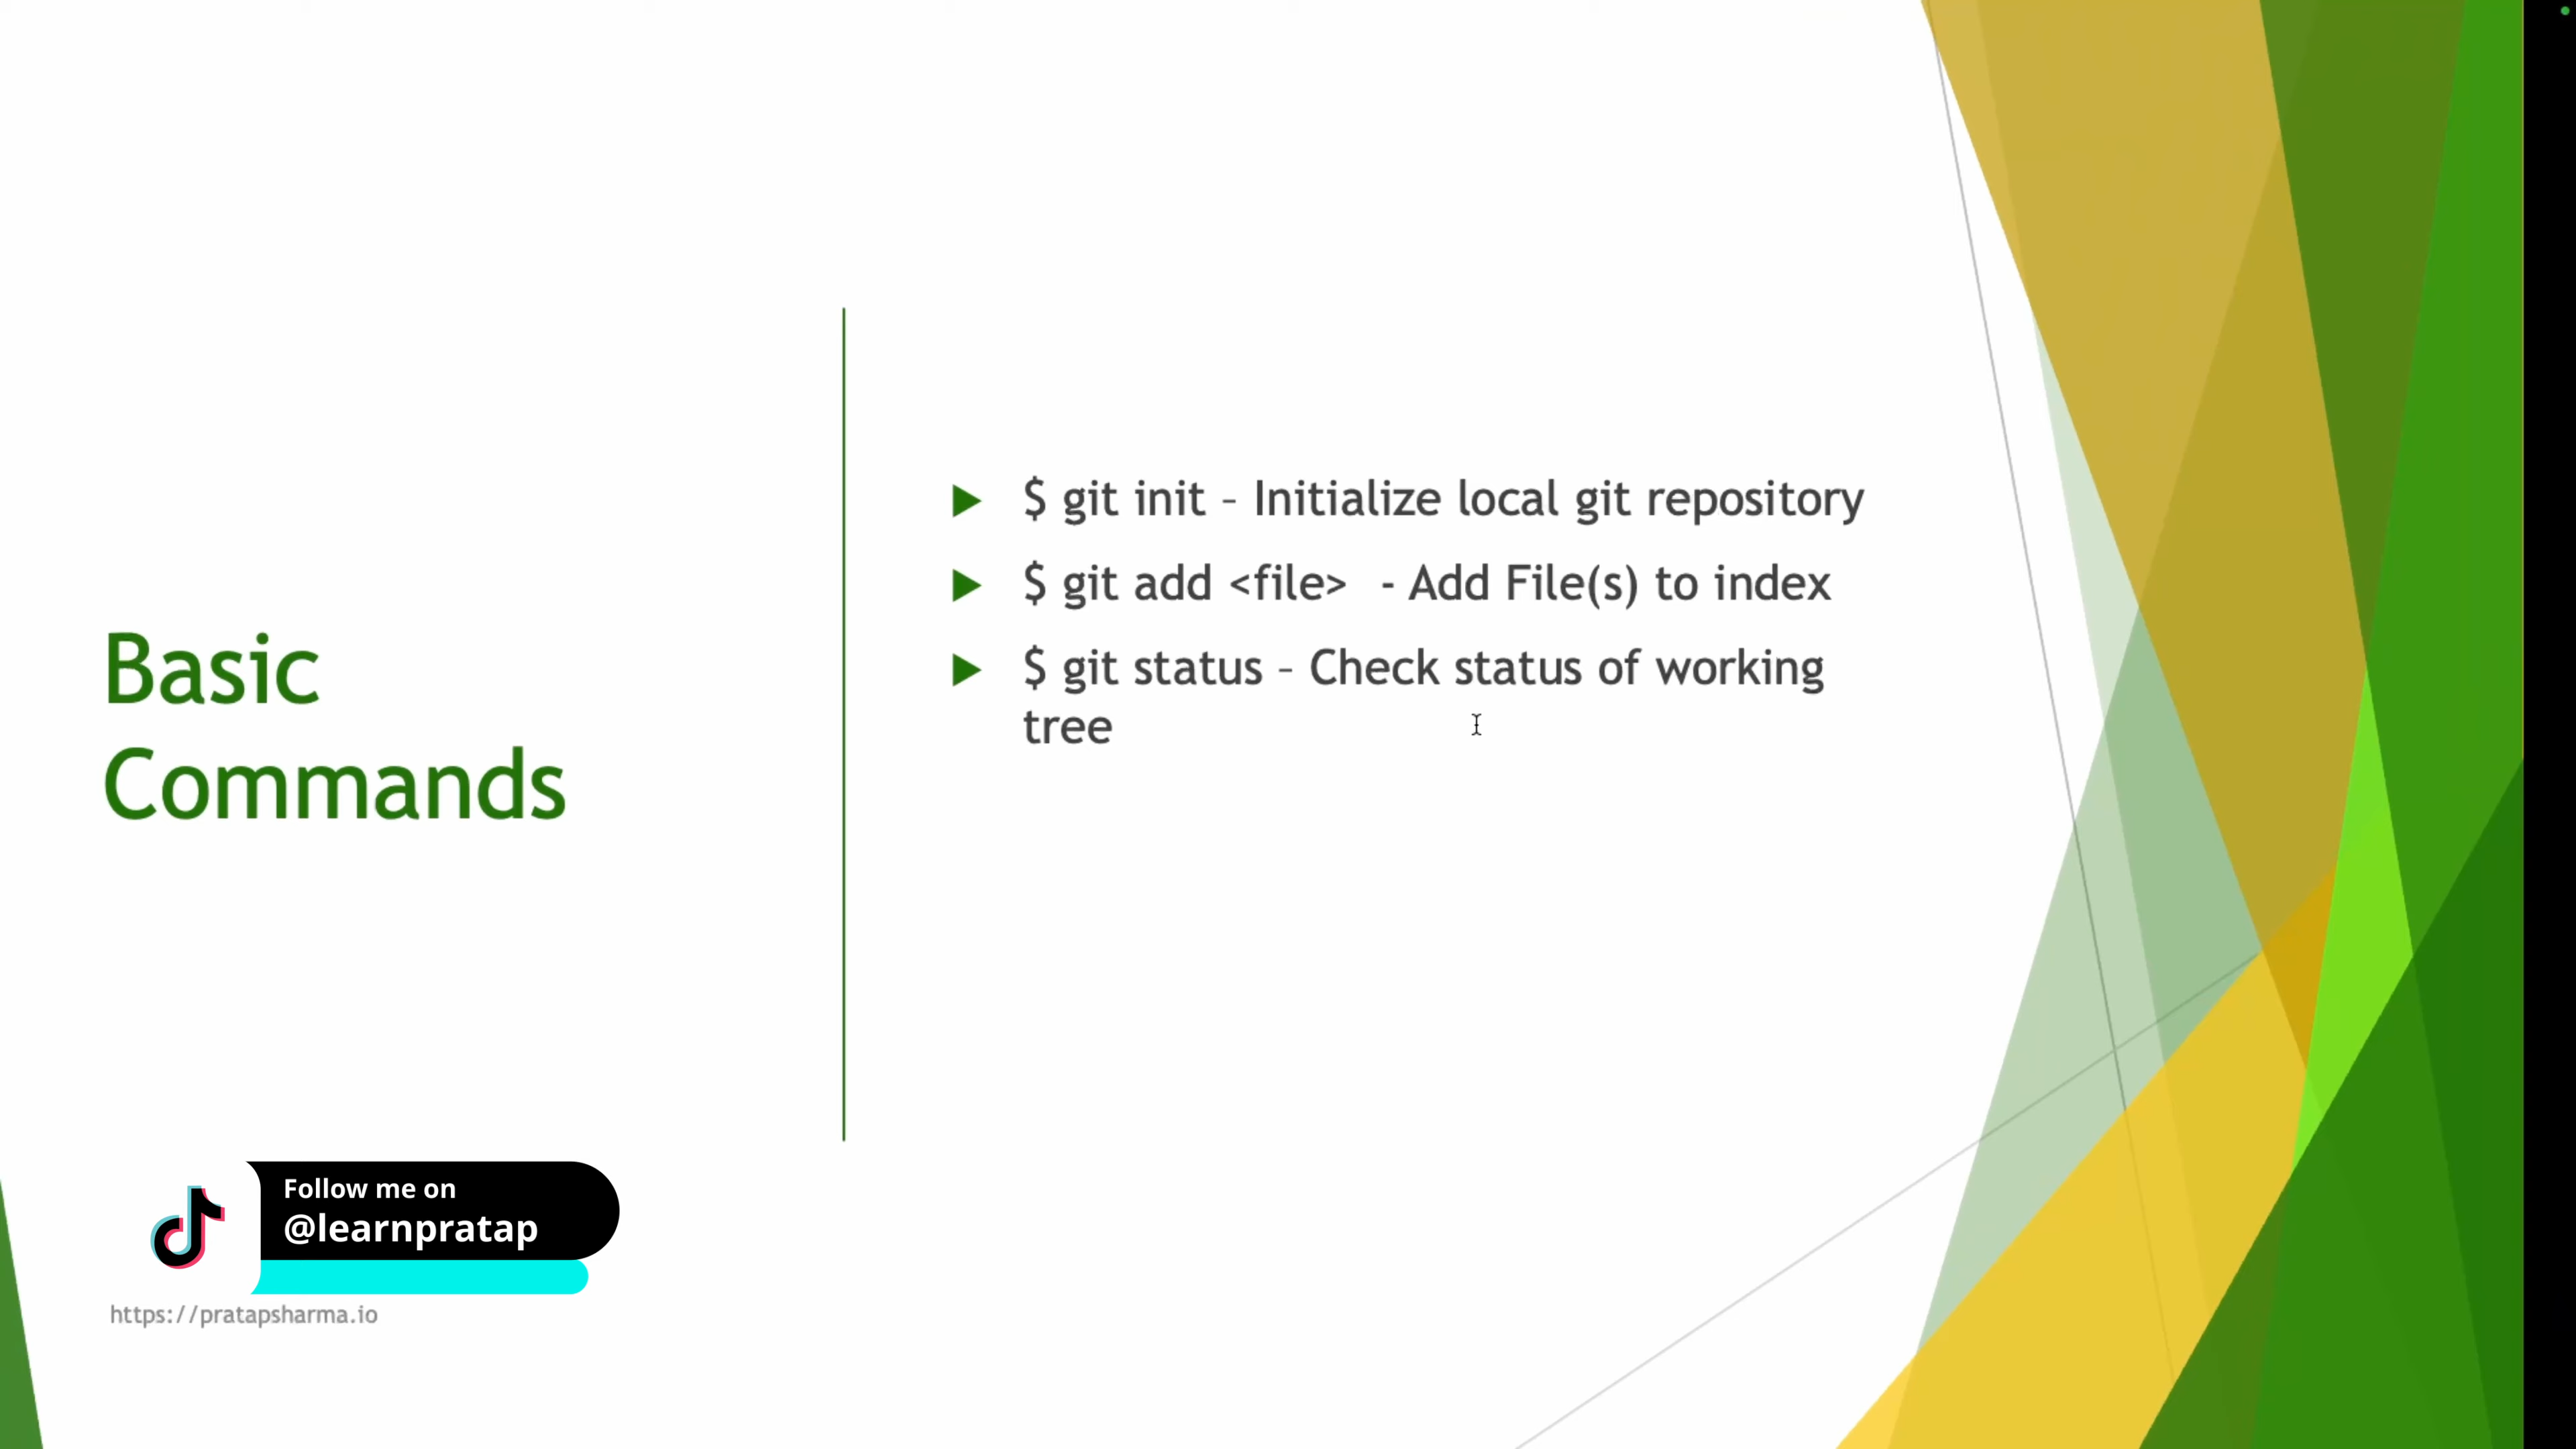 Basic
Commands
$ git init – Initialize local git repository
$ git add <file>  - Add File(s) to index
$ git status – Check status of working
tree
Follow me on
@learnpratap
https://pratapsharma.io